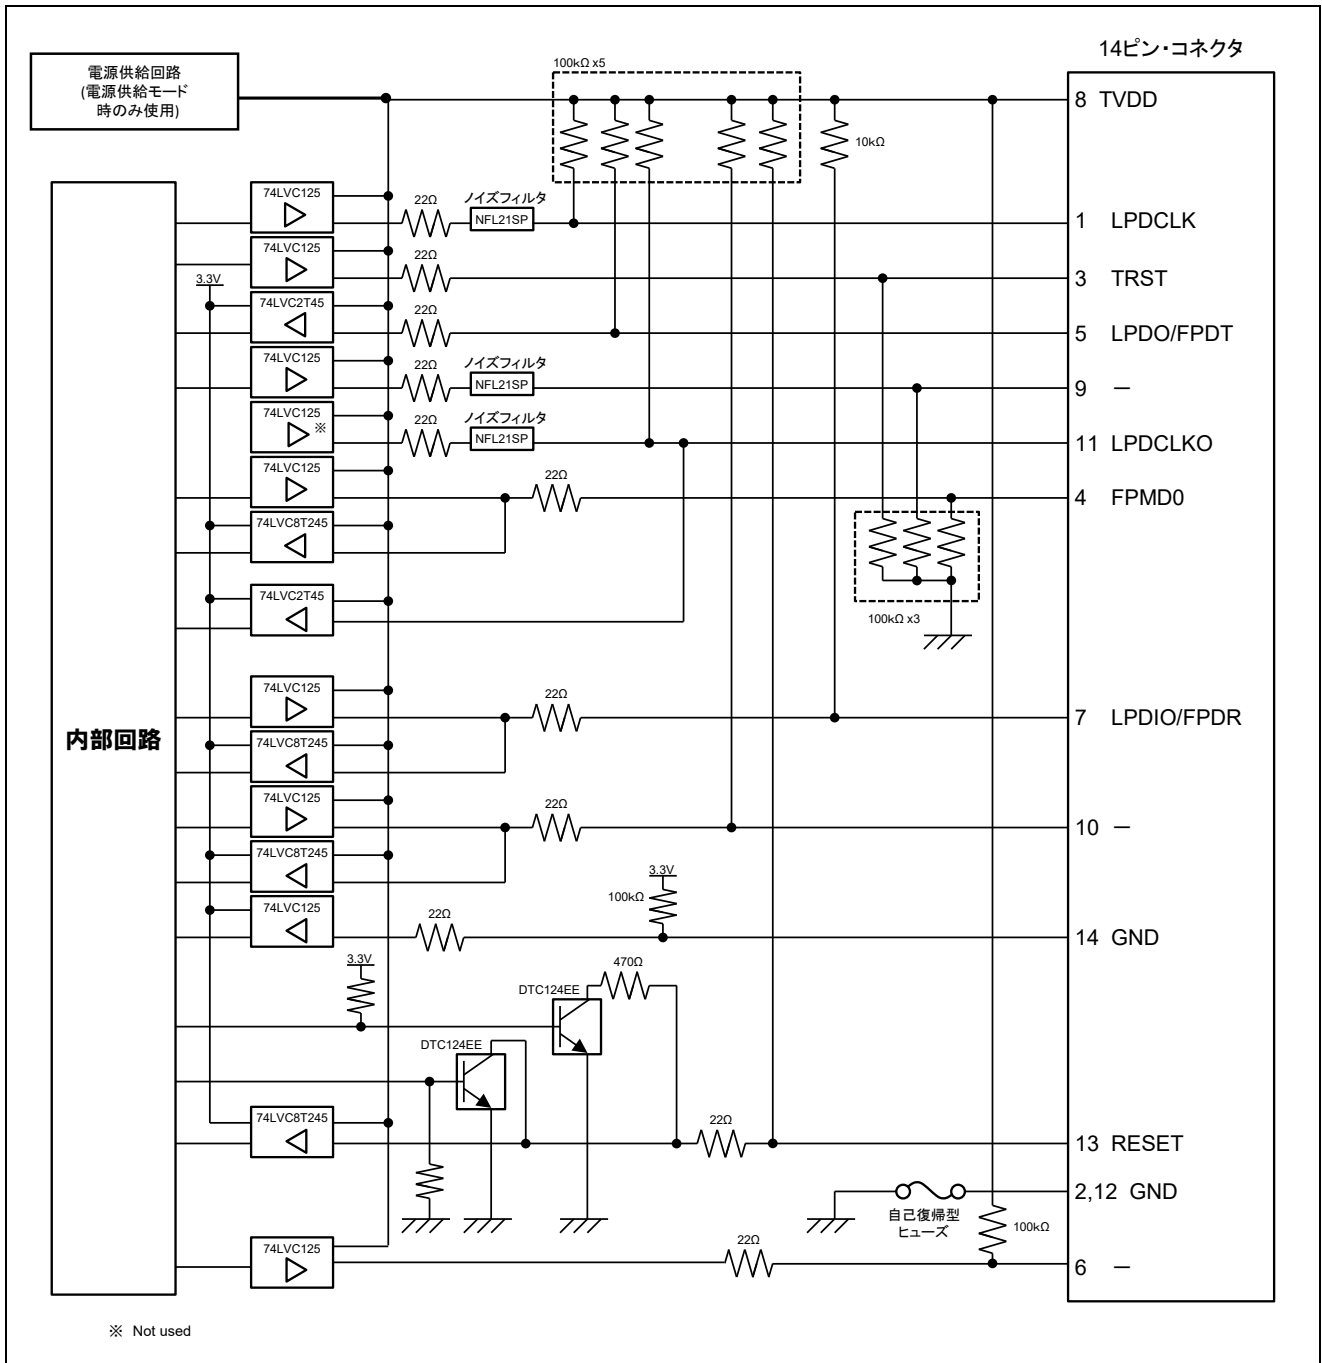 14ピン・コネクタ
電源供給回路
(電源供給モード
時のみ使用)
100kΩ x5
8 TVDD
10kΩ
74LVC125
22Ω
ノイズフィルタ
NFL21SP
1 LPDCLK
74LVC125
22Ω
3 TRST
3.3V
74LVC2T45
22Ω
5 LPDO/FPDT
74LVC125
22Ω
ノイズフィルタ
NFL21SP
9 －
74LVC125
※
22Ω
ノイズフィルタ
NFL21SP
11 LPDCLKO
74LVC125
22Ω
4 FPMD0
74LVC8T245
74LVC2T45
100kΩ x3
内部回路
74LVC125
22Ω
7 LPDIO/FPDR
74LVC8T245
74LVC125
22Ω
10 －
74LVC8T245
3.3V
100kΩ
74LVC125
22Ω
14 GND
3.3V
470Ω
DTC124EE
DTC124EE
74LVC8T245
22Ω
13 RESET
2,12 GND
自己復帰型
ヒューズ
100kΩ
74LVC125
22Ω
6 －
※ Not used